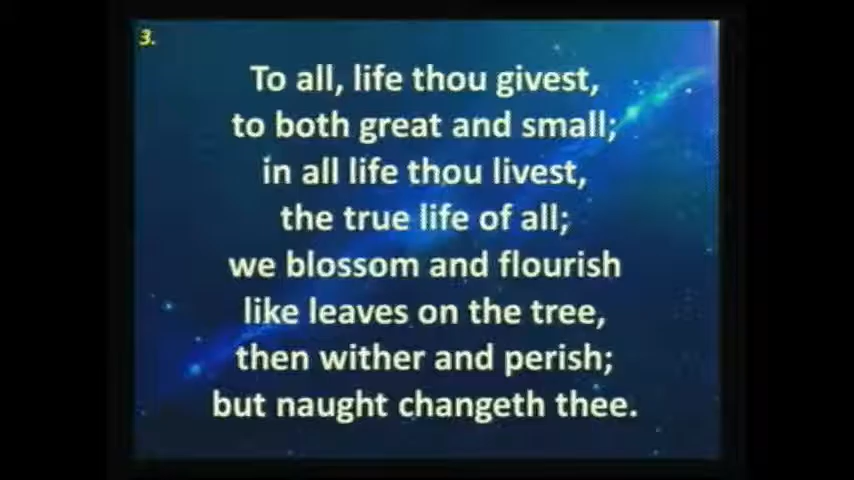 3.
To all, life thou givest,
to both great and small;
in all life thou livest,
the true life of all;
we blossom and flourish
like leaves on the tree,
then wither and perish;
but naught changeth thee.